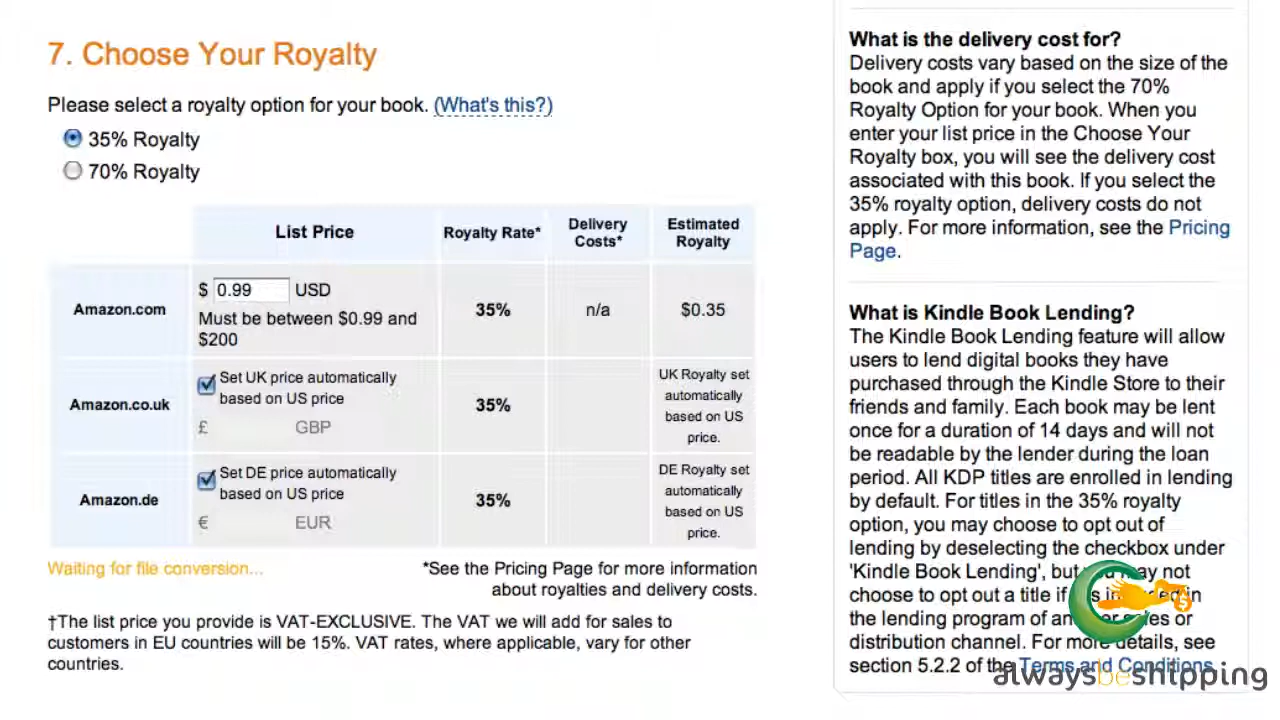 7. Choose Your Royalty
Please select a royalty option for your book. (What's this?)
35% Royalty
70% Royalty
List Price
Royalty Rate*
Delivery
Costs*
Estimated
Royalty
Amazon.com
$ 0.99 USD
Must be between $0.99 and
$200
35%
n/a
$0.35
Amazon.co.uk
Set UK price automatically
based on US price
£ GBP
35%
UK Royalty set
automatically
based on US
price.
Amazon.de
Set DE price automatically
based on US price
€ EUR
35%
DE Royalty set
automatically
based on US
price.
Waiting for file conversion...
*See the Pricing Page for more information
about royalties and delivery costs.
†The list price you provide is VAT-EXCLUSIVE. The VAT we will add for sales to
customers in EU countries will be 15%. VAT rates, where applicable, vary for other
countries.
What is the delivery cost for?
Delivery costs vary based on the size of the
book and apply if you select the 70%
Royalty Option for your book. When you
enter your list price in the Choose Your
Royalty box, you will see the delivery cost
associated with this book. If you select the
35% royalty option, delivery costs do not
apply. For more information, see the Pricing
Page.
What is Kindle Book Lending?
The Kindle Book Lending feature will allow
users to lend digital books they have
purchased through the Kindle Store to their
friends and family. Each book may be lent
once for a duration of 14 days and will not
be readable by the lender during the loan
period. All KDP titles are enrolled in lending
by default. For titles in the 35% royalty
option, you may choose to opt out of
lending by deselecting the checkbox under
'Kindle Book Lending', but may not
choose to opt out a title if in
the lending program of an or
distribution channel. For more details, see
section 5.2.2 of the Terms and Conditions
$
alwaysbeshipping